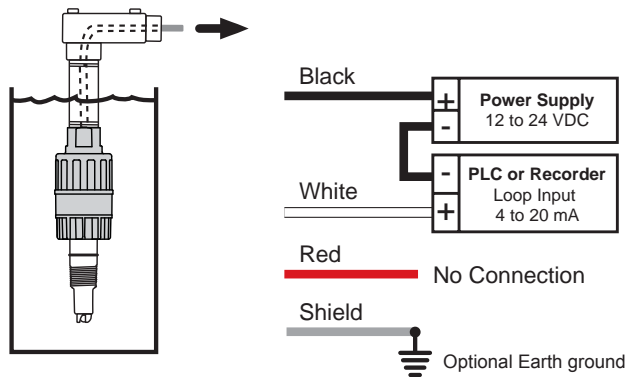 Black
+
Power Supply
-
12 to 24 VDC
-
PLC or Recorder
Loop Input
White
+
4 to 20 mA
Red
No Connection
Shield
Optional Earth ground